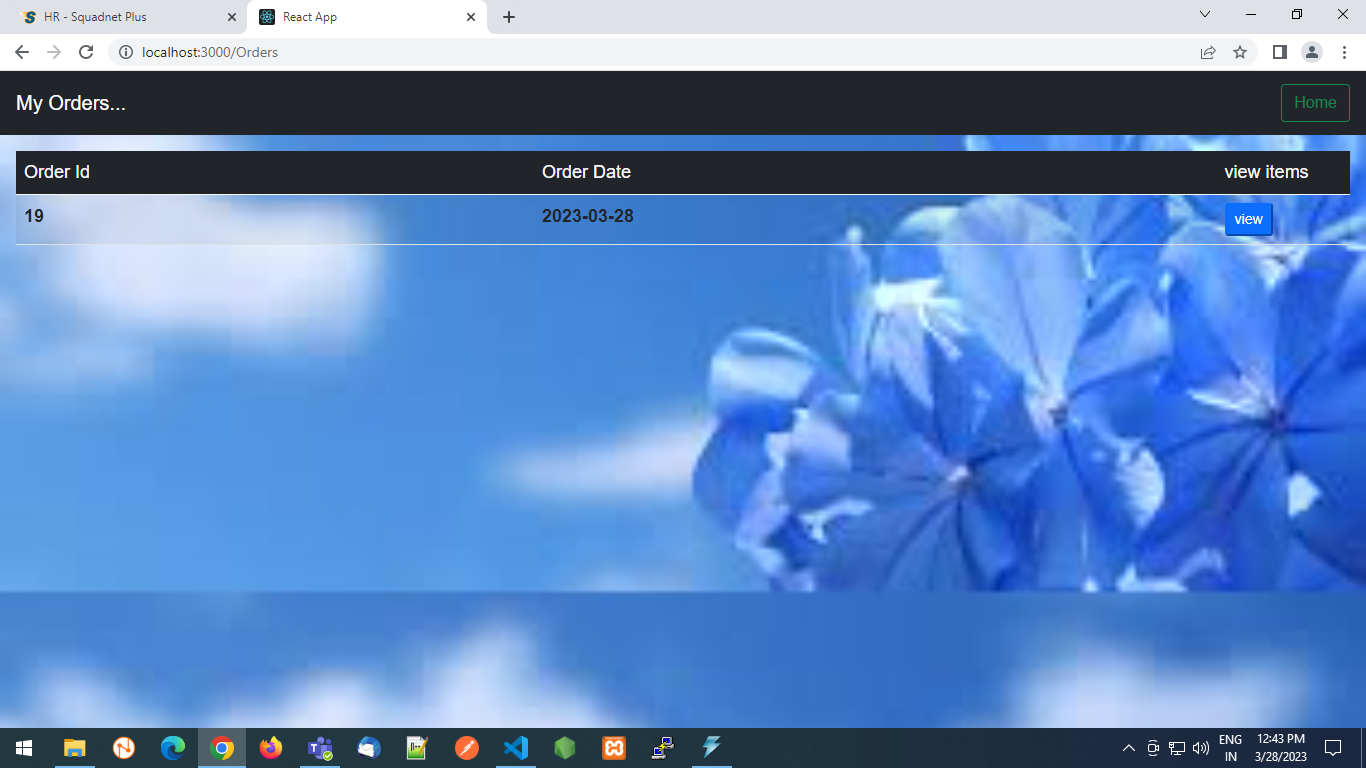 HR - Squadnet Plus
React App
localhost:3000/Orders
My Orders...
Home
Order Id Order Date view items
19 2023-03-28 view
ENG 12:43 PM
IN 3/28/2023